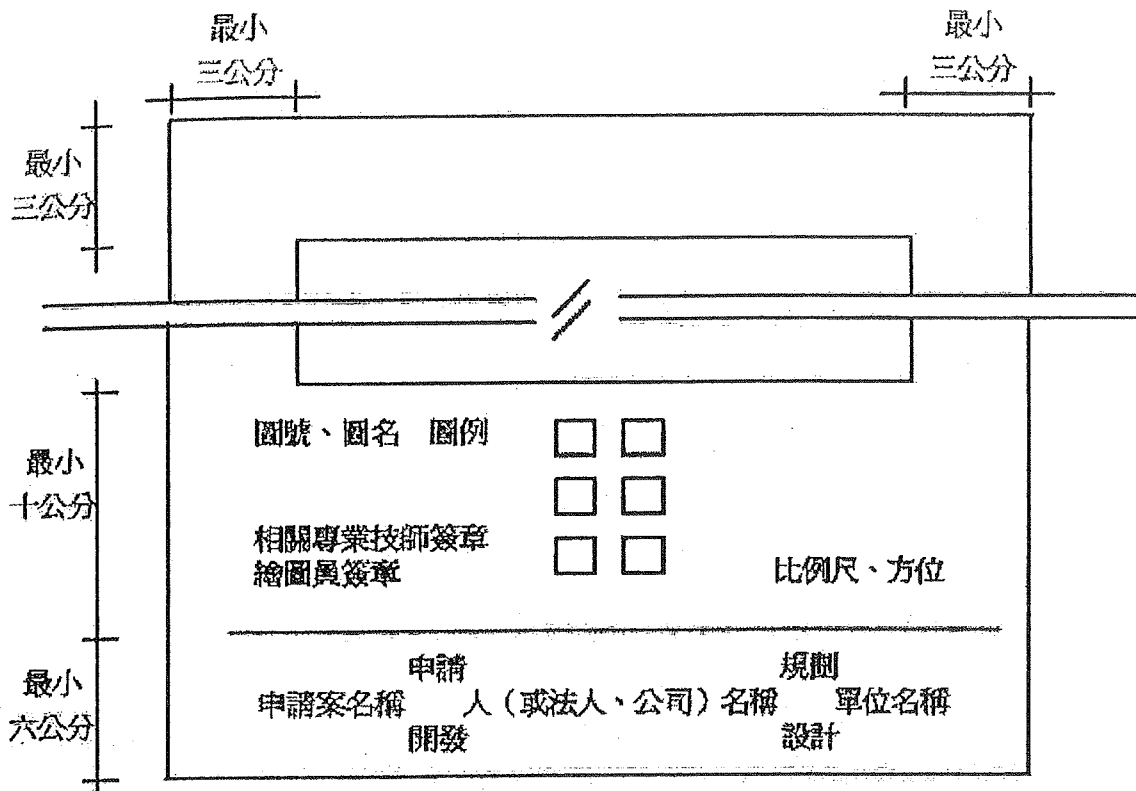 最小
三公分
最小
三公分
最小
三公分
圖號、圖名 圖例
最小
十公分
相關專業技師簽章
繪圖員簽章
比例尺、方位
申請 規劃
最小
六公分
申請案名稱 人（或法人、公司）名稱 單位名稱
開發 設計